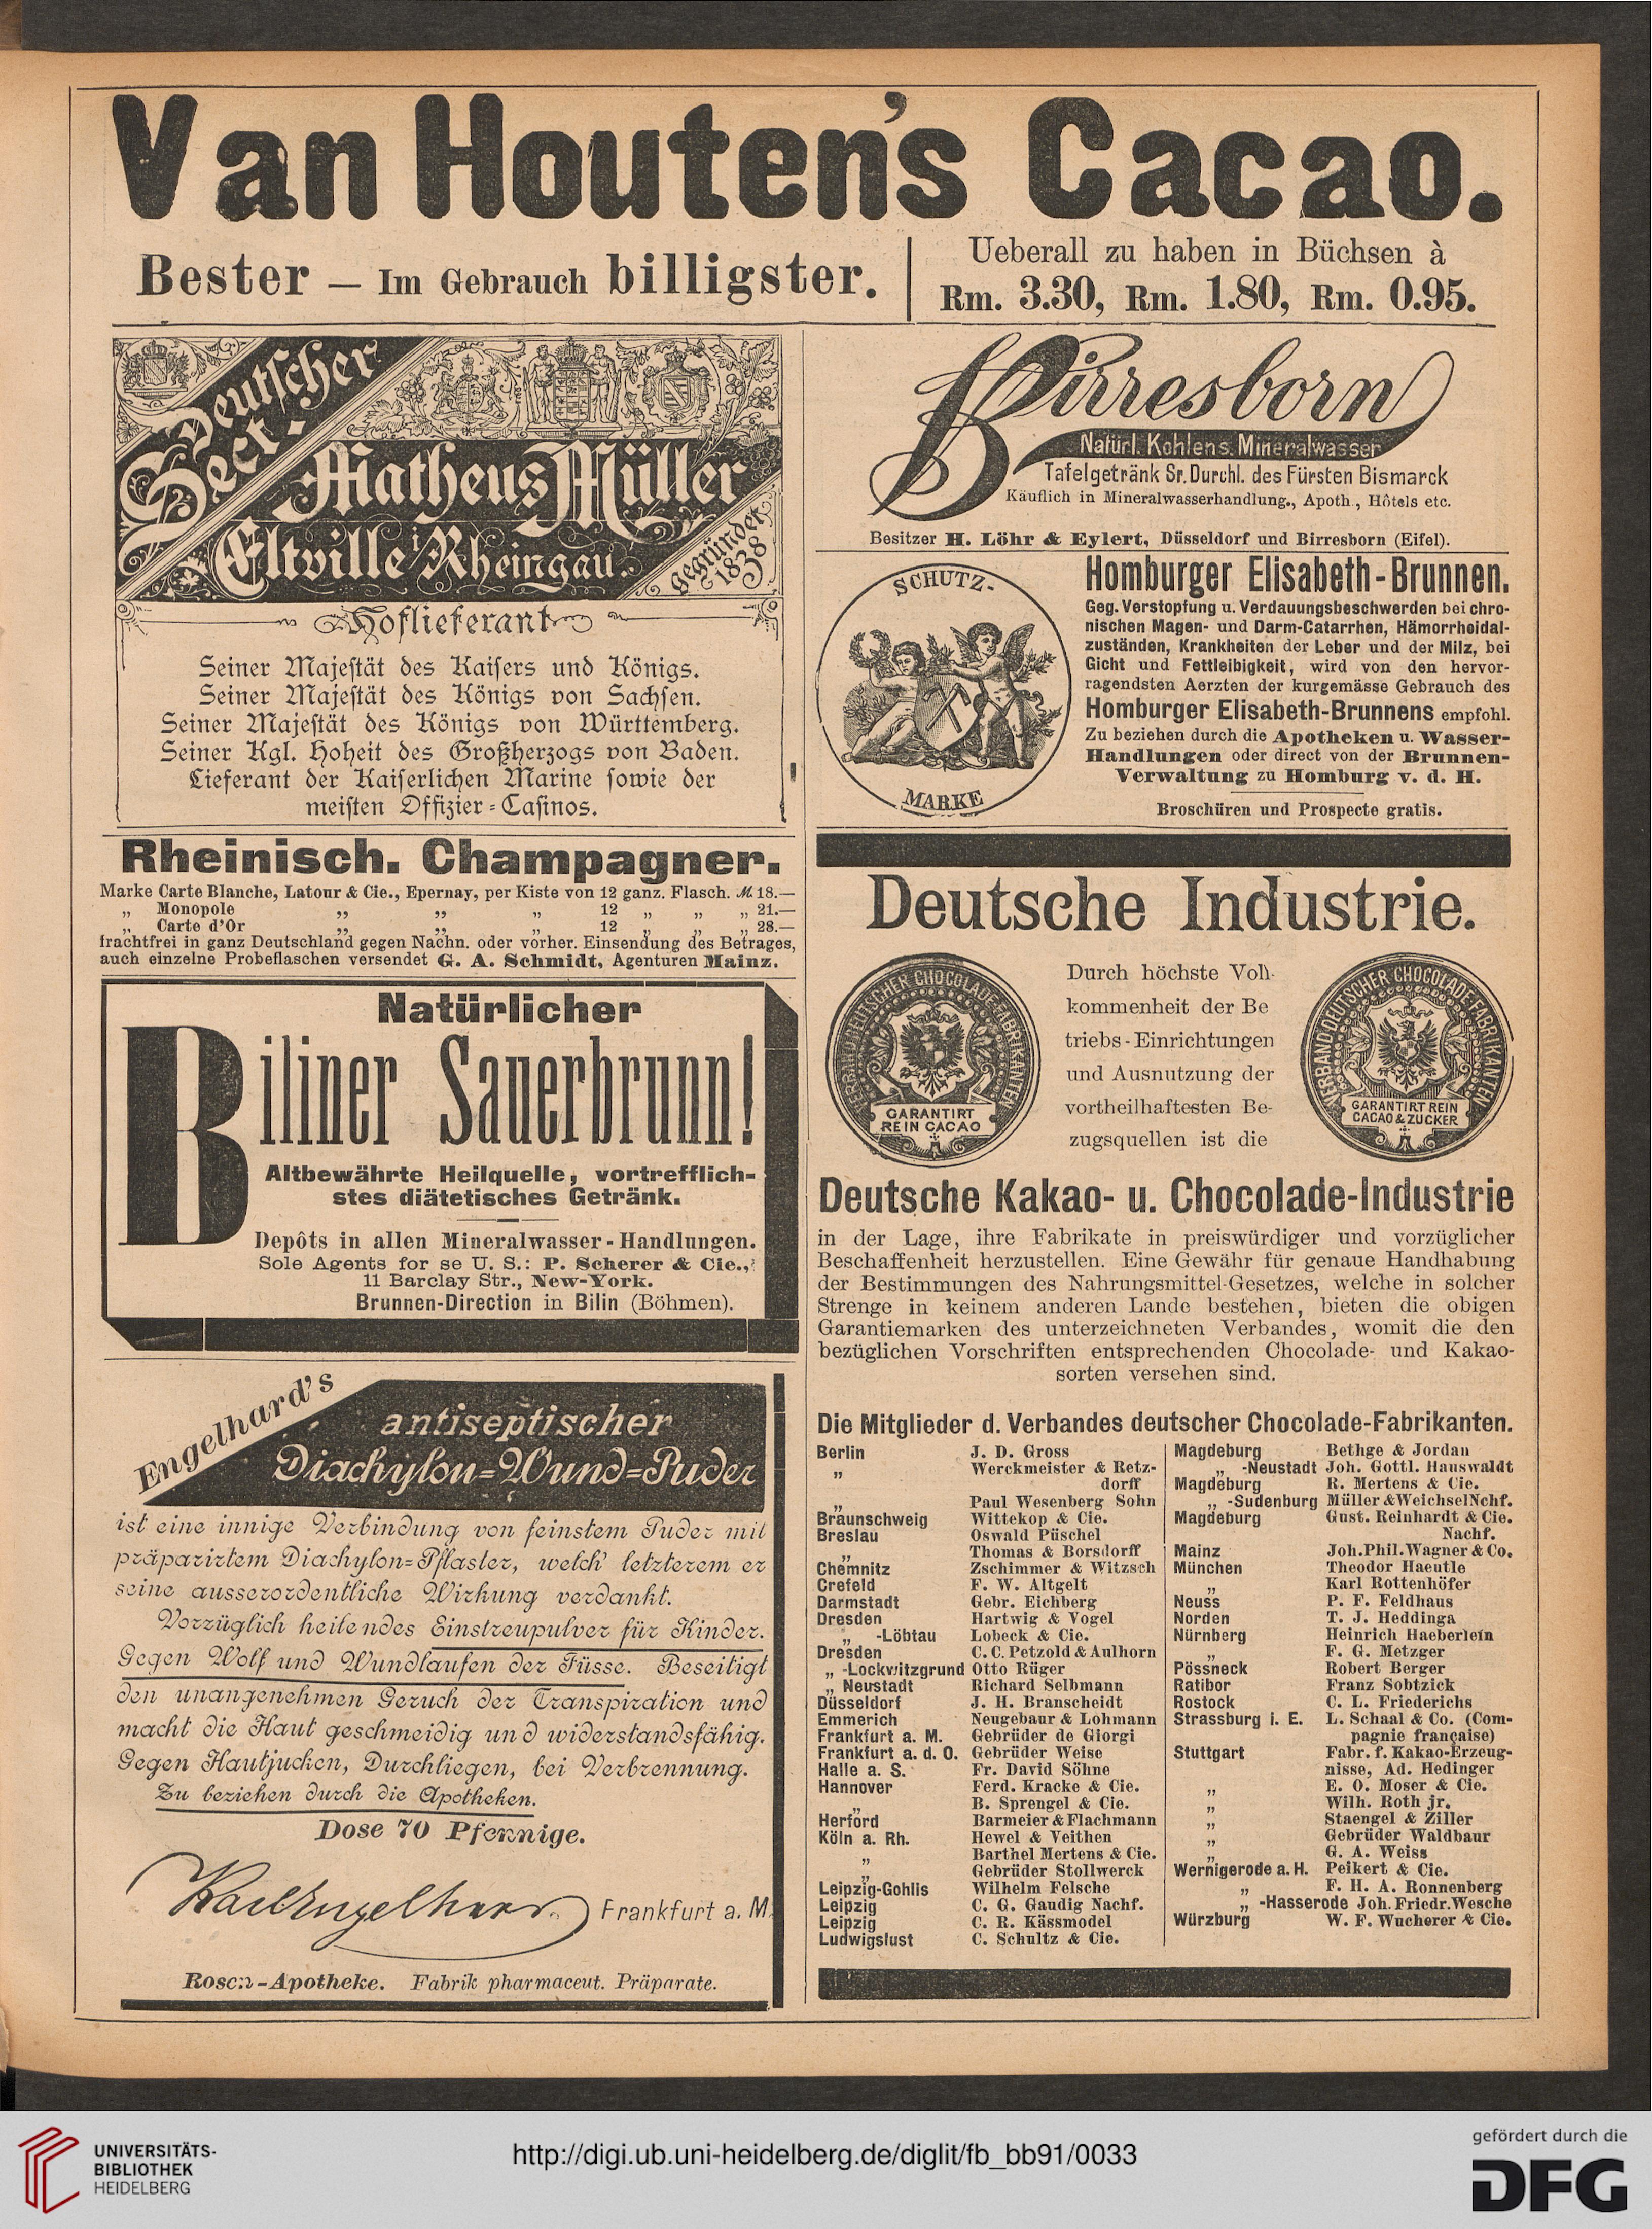 Van Houten's Cacao.
Bester — Im Gebrauch billigster.
Ueberall zu haben in Büchsen à
Rm. 3.30, Rm. 1.80, Rm. 0.95.
Deutscher
Sect.
Matheus Müller
Eltville i/Rheingau.
gegründet
1838
Hoflieferant
Seiner Majeſtät des Kaiſers und Königs.
Seiner Majeſtät des Königs von Sachſen.
Seiner Majeſtät des Königs von Württemberg.
Seiner Kgl. Hoheit des Großherzogs von Baden.
Lieferant der Kaiſerlichen Marine ſowie der
meiſten Offizier-Caſinos.
Rheinisch. Champagner.
Marke Carte Blanche, Latour & Cie., Epernay, per Kiste von 12 ganz. Flasch. M. 18.—
„ Monopole „ „ „ 12 „ „ „ 21.—
„ Carte d'Or „ „ „ 12 „ „ „ 28.—
frachtfrei in ganz Deutschland gegen Nachn. oder vorher. Einsendung des Betrages,
auch einzelne Probeflaschen versendet G. A. Schmidt, Agenturen Mainz.
Natürlicher
Biliner Sauerbrunn!
Altbewährte Heilquelle, vortrefflich-
stes diätetisches Getränk.
Depôts in allen Mineralwasser-Handlungen.
Sole Agents for se U. S.: P. Scherer & Cie.,
11 Barclay Str., New-York.
Brunnen-Direction in Bilin (Böhmen).
Engelhard's
antiseptischer
Diachylon-Wund-Puder
ist eine innige Verbindung von feinstem Puder mit
präparirtem Diachylon-Pflaster, welch' letzterem er
seine ausserordentliche Wirkung verdankt.
Vorzüglich heilendes Einstreupulver für Kinder.
Gegen Wolf und Wundlaufen der Füsse. Beseitigt
den unangenehmen Geruch der Transpiration und
macht die Haut geschmeidig und widerstandsfähig.
Gegen Hautjucken, Durchliegen, bei Verbrennung.
Zu beziehen durch die Apotheken.
Dose 70 Pfennige.
Karl Engelhard. Frankfurt a. M.
Rosen-Apotheke. Fabrik pharmaceut. Präparate.
Birresborn
Natürl. Kohlens. Mineralwasser
Tafelgetränk Sr. Durchl. des Fürsten Bismarck
Käuflich in Mineralwasserhandlung., Apoth., Hôtels etc.
Besitzer H. Löhr & Eylert, Düsseldorf und Birresborn (Eifel).
SCHUTZ-
MARKE
Homburger Elisabeth-Brunnen.
Geg. Verstopfung u. Verdauungsbeschwerden bei chro-
nischen Magen- und Darm-Catarrhen, Hämorrhoidal-
zuständen, Krankheiten der Leber und der Milz, bei
Gicht und Fettleibigkeit, wird von den hervor-
ragendsten Aerzten der kurgemässe Gebrauch des
Homburger Elisabeth-Brunnens empfohl.
Zu beziehen durch die Apotheken u. Wasser-
Handlungen oder direct von der Brunnen-
Verwaltung zu Homburg v. d. H.
Broschüren und Prospecte gratis.
Deutsche Industrie.
VERBAND DEUTSCHER CHOCOLADE-FABRIKANTEN
GARANTIRT
REIN CACAO
Durch höchste Voll-
kommenheit der Be
triebs-Einrichtungen
und Ausnutzung der
vortheilhaftesten Be-
zugsquellen ist die
VERBAND DEUTSCHER CHOCOLADE FABRIKANTEN
GARANTIRT REIN
CACAO & ZUCKER
Deutsche Kakao- u. Chocolade-Industrie
in der Lage, ihre Fabrikate in preiswürdiger und vorzüglicher
Beschaffenheit herzustellen. Eine Gewähr für genaue Handhabung
der Bestimmungen des Nahrungsmittel-Gesetzes, welche in solcher
Strenge in keinem anderen Lande bestehen, bieten die obigen
Garantiemarken des unterzeichneten Verbandes, womit die den
bezüglichen Vorschriften entsprechenden Chocolade- und Kakao-
sorten versehen sind.
Die Mitglieder d. Verbandes deutscher Chocolade-Fabrikanten.
Berlin J. D. Gross
„ Werckmeister & Retz-
dorff
„ Paul Wesenberg Sohn
Braunschweig Wittekop & Cie.
Breslau Oswald Püschel
„ Thomas & Borsdorff
Chemnitz Zschimmer & Witzsch
Crefeld F. W. Altgelt
Darmstadt Gebr. Eichberg
Dresden Hartwig & Vogel
„ -Löbtau Lobeck & Cie.
Dresden C. C. Petzold & Aulhorn
„ -Lockwitzgrund Otto Rüger
„ Neustadt Richard Selbmann
Düsseldorf J. H. Branscheidt
Emmerich Neugebaur & Lohmann
Frankfurt a. M. Gebrüder de Giorgi
Frankfurt a. d. O. Gebrüder Weise
Halle a. S. Fr. David Söhne
Hannover Ferd. Kracke & Cie.
„ B. Sprengel & Cie.
Herford Barmeier & Flachmann
Köln a. Rh. Hewel & Veithen
„ Barthel Mertens & Cie.
„ Gebrüder Stollwerck
Leipzig-Gohlis Wilhelm Felsche
Leipzig C. G. Gaudig Nachf.
Leipzig C. R. Kässmodel
Ludwigslust C. Schultz & Cie.
Magdeburg Bethge & Jordan
„ -Neustadt Joh. Gottl. Hauswaldt
Magdeburg R. Mertens & Cie.
„ -Sudenburg Müller & Weichsel Nchf.
Magdeburg Gust. Reinhardt & Cie.
Nachf.
Mainz Joh. Phil. Wagner & Co.
München Theodor Haeutle
„ Karl Rottenhöfer
Neuss P. F. Feldhaus
Norden T. J. Heddinga
Nürnberg Heinrich Haeberlein
„ F. G. Metzger
Pössneck Robert Berger
Ratibor Franz Sobtzick
Rostock C. L. Friederichs
Strassburg i. E. L. Schaal & Co. (Com-
pagnie française)
Stuttgart Fabr. f. Kakao-Erzeug-
nisse, Ad. Hedinger
„ E. O. Moser & Cie.
„ Wilh. Roth jr.
„ Staengel & Ziller
„ Gebrüder Waldbaur
„ G. A. Weiss
Wernigerode a. H. Peikert & Cie.
„ F. H. A. Ronnenberg
„ -Hasserode Joh. Friedr. Wesche
Würzburg W. F. Wucherer & Cie.
UNIVERSITÄTS-
BIBLIOTHEK
HEIDELBERG
http://digi.ub.uni-heidelberg.de/diglit/fb_bb91/0033
gefördert durch die
DFG